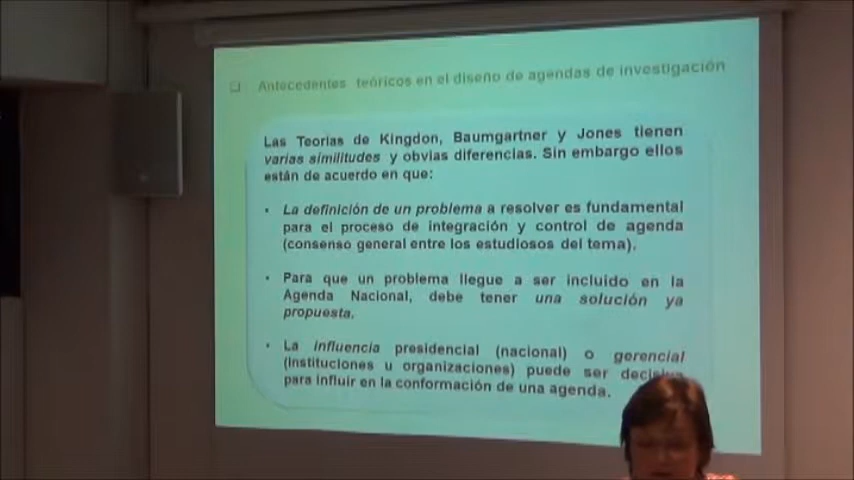 ❑ Antecedentes teóricos en el diseño de agendas de investigación
Las Teorías de Kingdon, Baumgartner y Jones tienen
varias similitudes y obvias diferencias. Sin embargo ellos
están de acuerdo en que:
• La definición de un problema a resolver es fundamental
para el proceso de integración y control de agenda
(consenso general entre los estudiosos del tema).
• Para que un problema llegue a ser incluido en la
Agenda Nacional, debe tener una solución ya
propuesta.
• La influencia presidencial (nacional) o gerencial
(instituciones u organizaciones) puede ser decisiva
para influir en la conformación de una agenda.